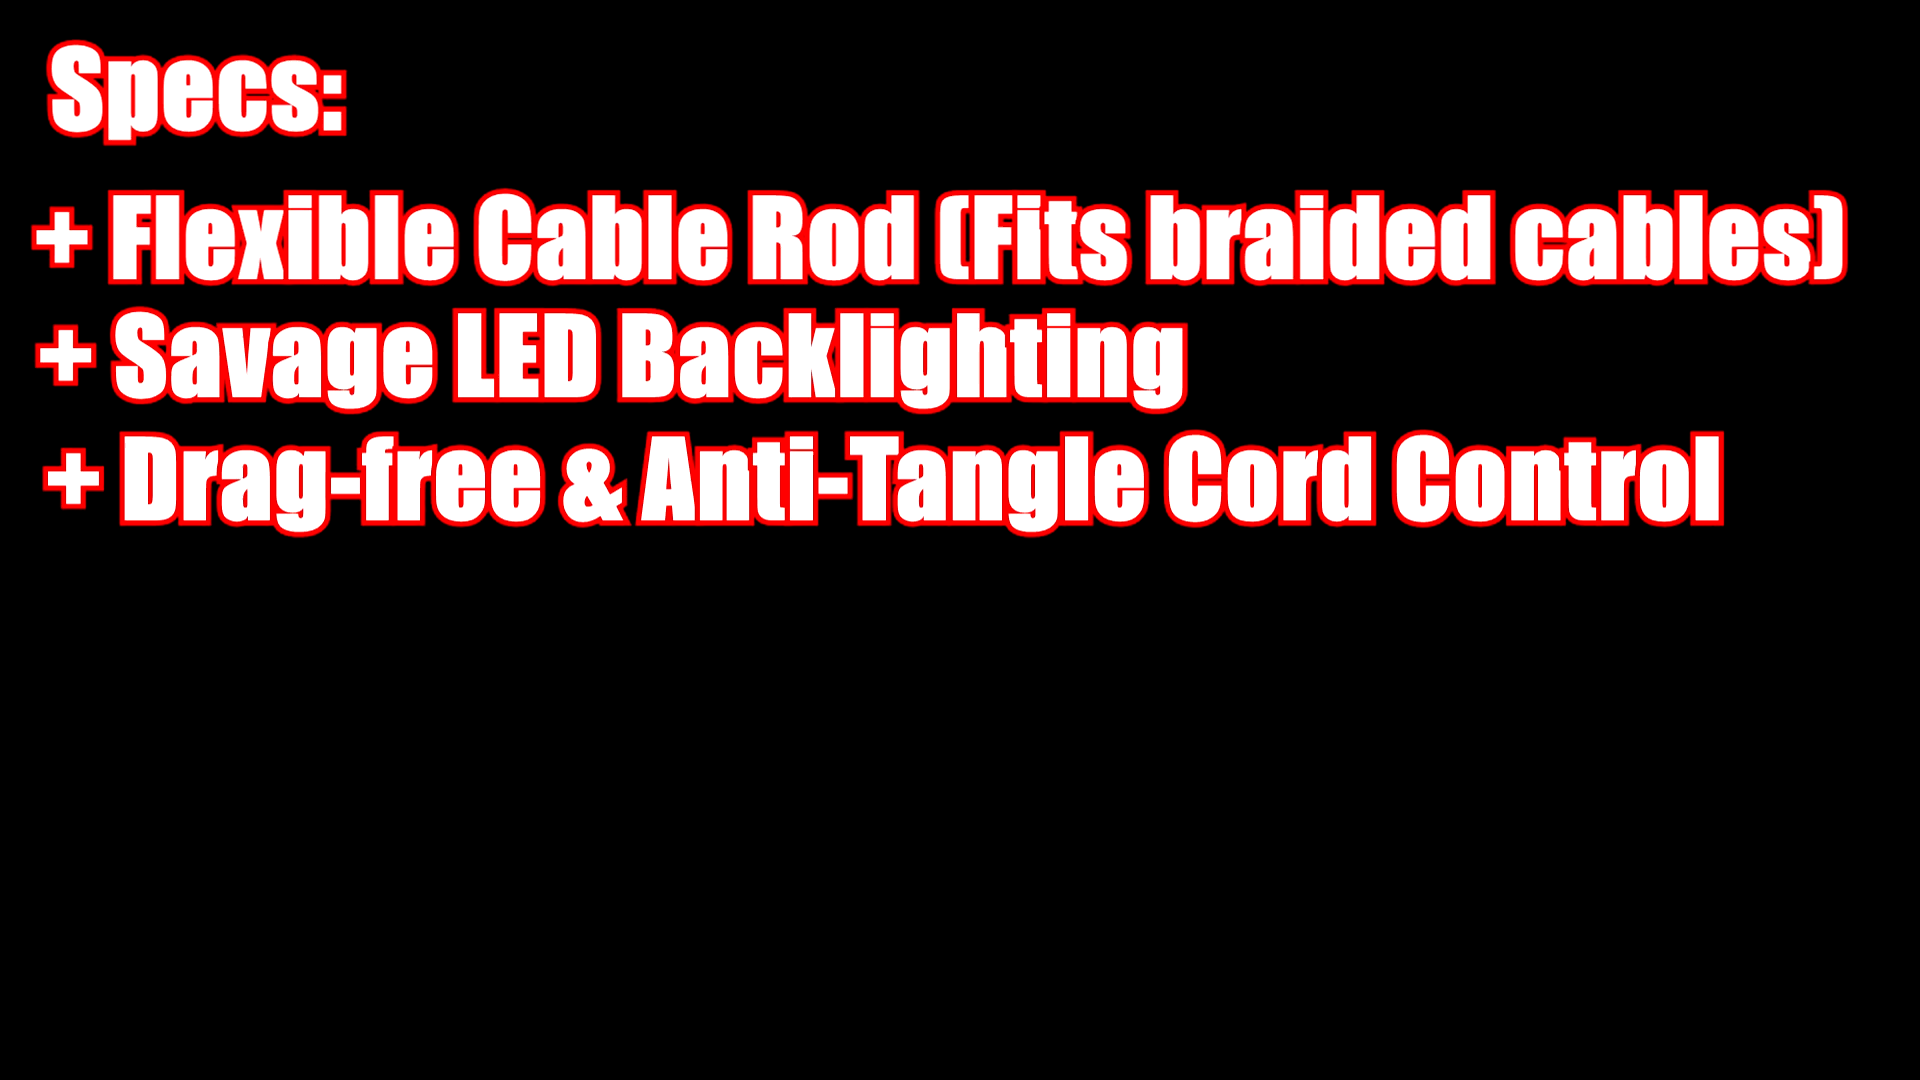 Specs:
+ Flexible Cable Rod (Fits braided cables)
+ Savage LED Backlighting
+ Drag-free & Anti-Tangle Cord Control